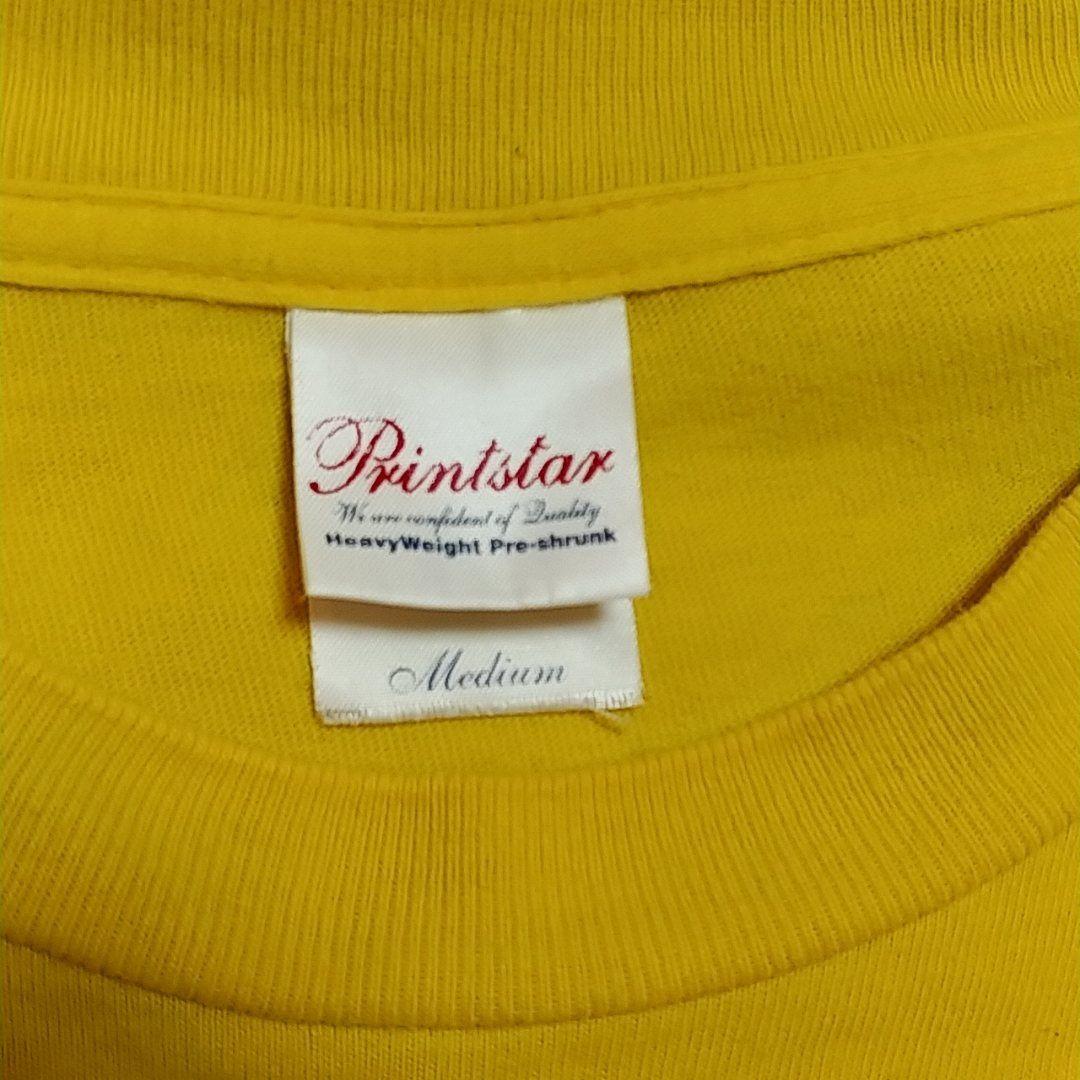 Printstar
We are confident of Quality
HeavyWeight Pre-shrunk
Medium